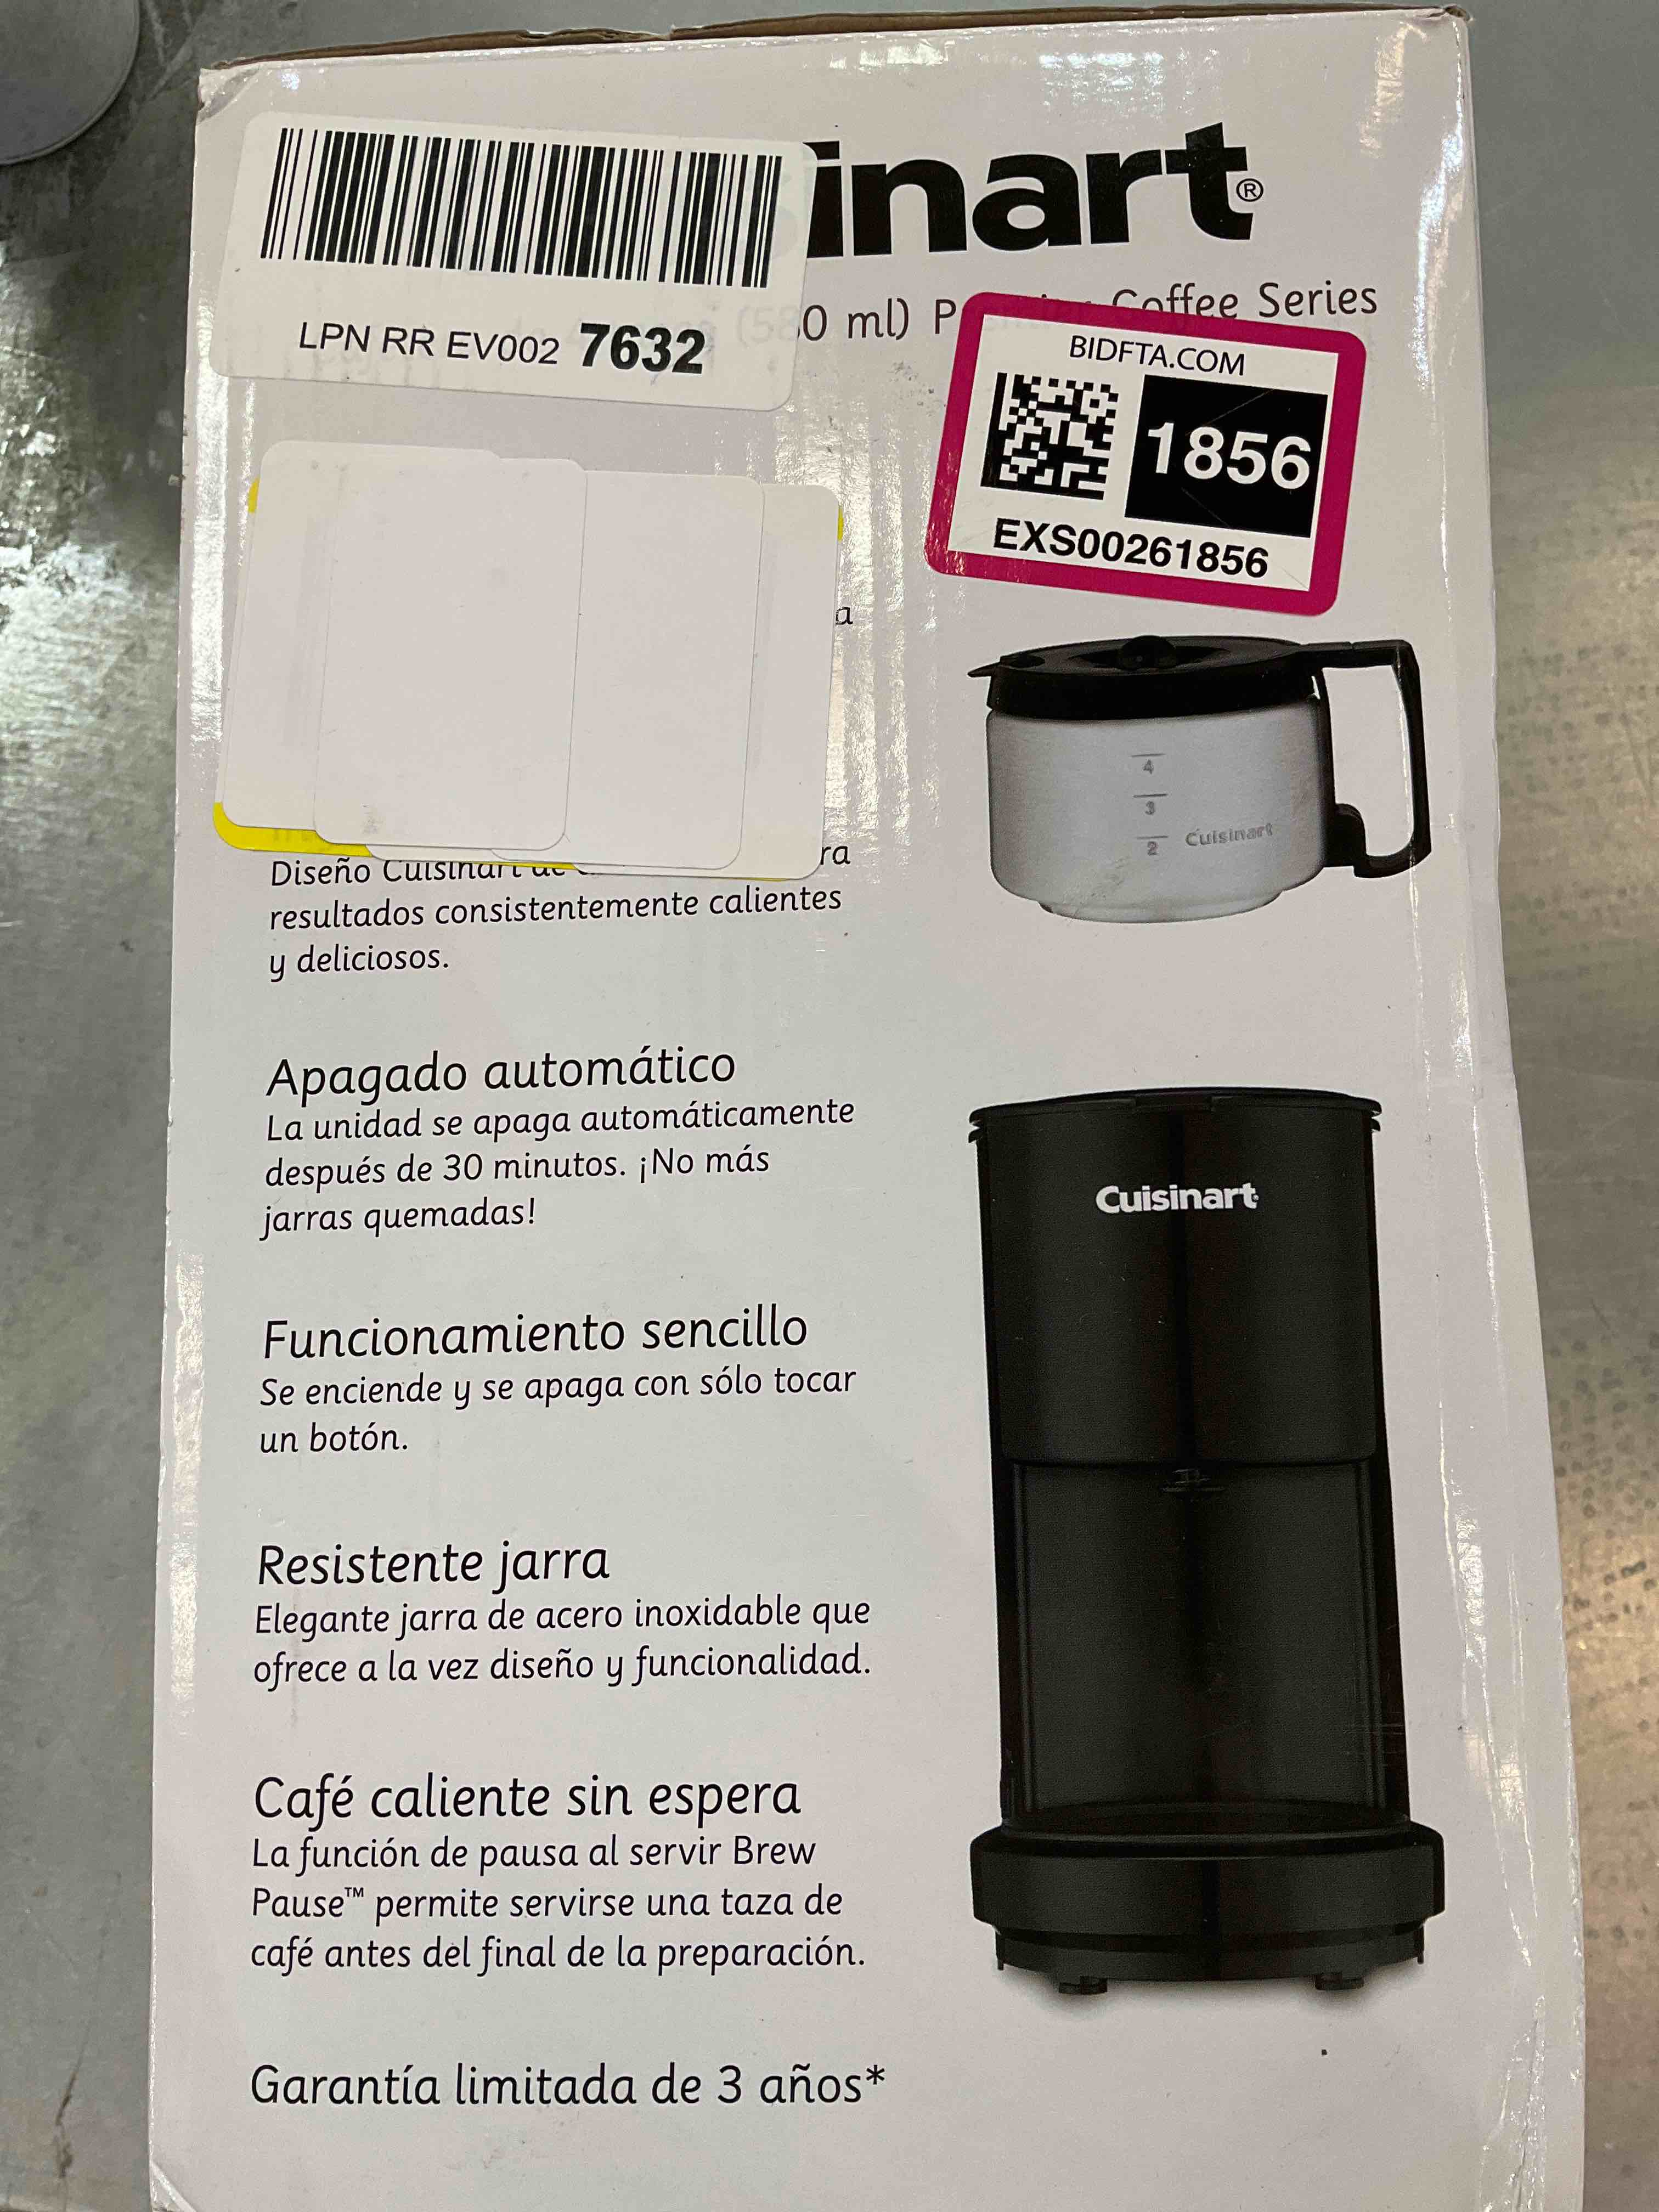 inart®
0 ml) P Coffee Series
LPN RR EV002 7632
BIDFTA.COM
1856
EXS00261856
a
4
3
2
Cuisinart
ra
Diseño Cuisinart de
resultados consistentemente calientes
y deliciosos.
Apagado automático
La unidad se apaga automáticamente
después de 30 minutos. ¡No más
jarras quemadas!
Cuisinart
Funcionamiento sencillo
Se enciende y se apaga con sólo tocar
un botón.
Resistente jarra
Elegante jarra de acero inoxidable que
ofrece a la vez diseño y funcionalidad.
Café caliente sin espera
La función de pausa al servir Brew
Pause™ permite servirse una taza de
café antes del final de la preparación.
Garantía limitada de 3 años*